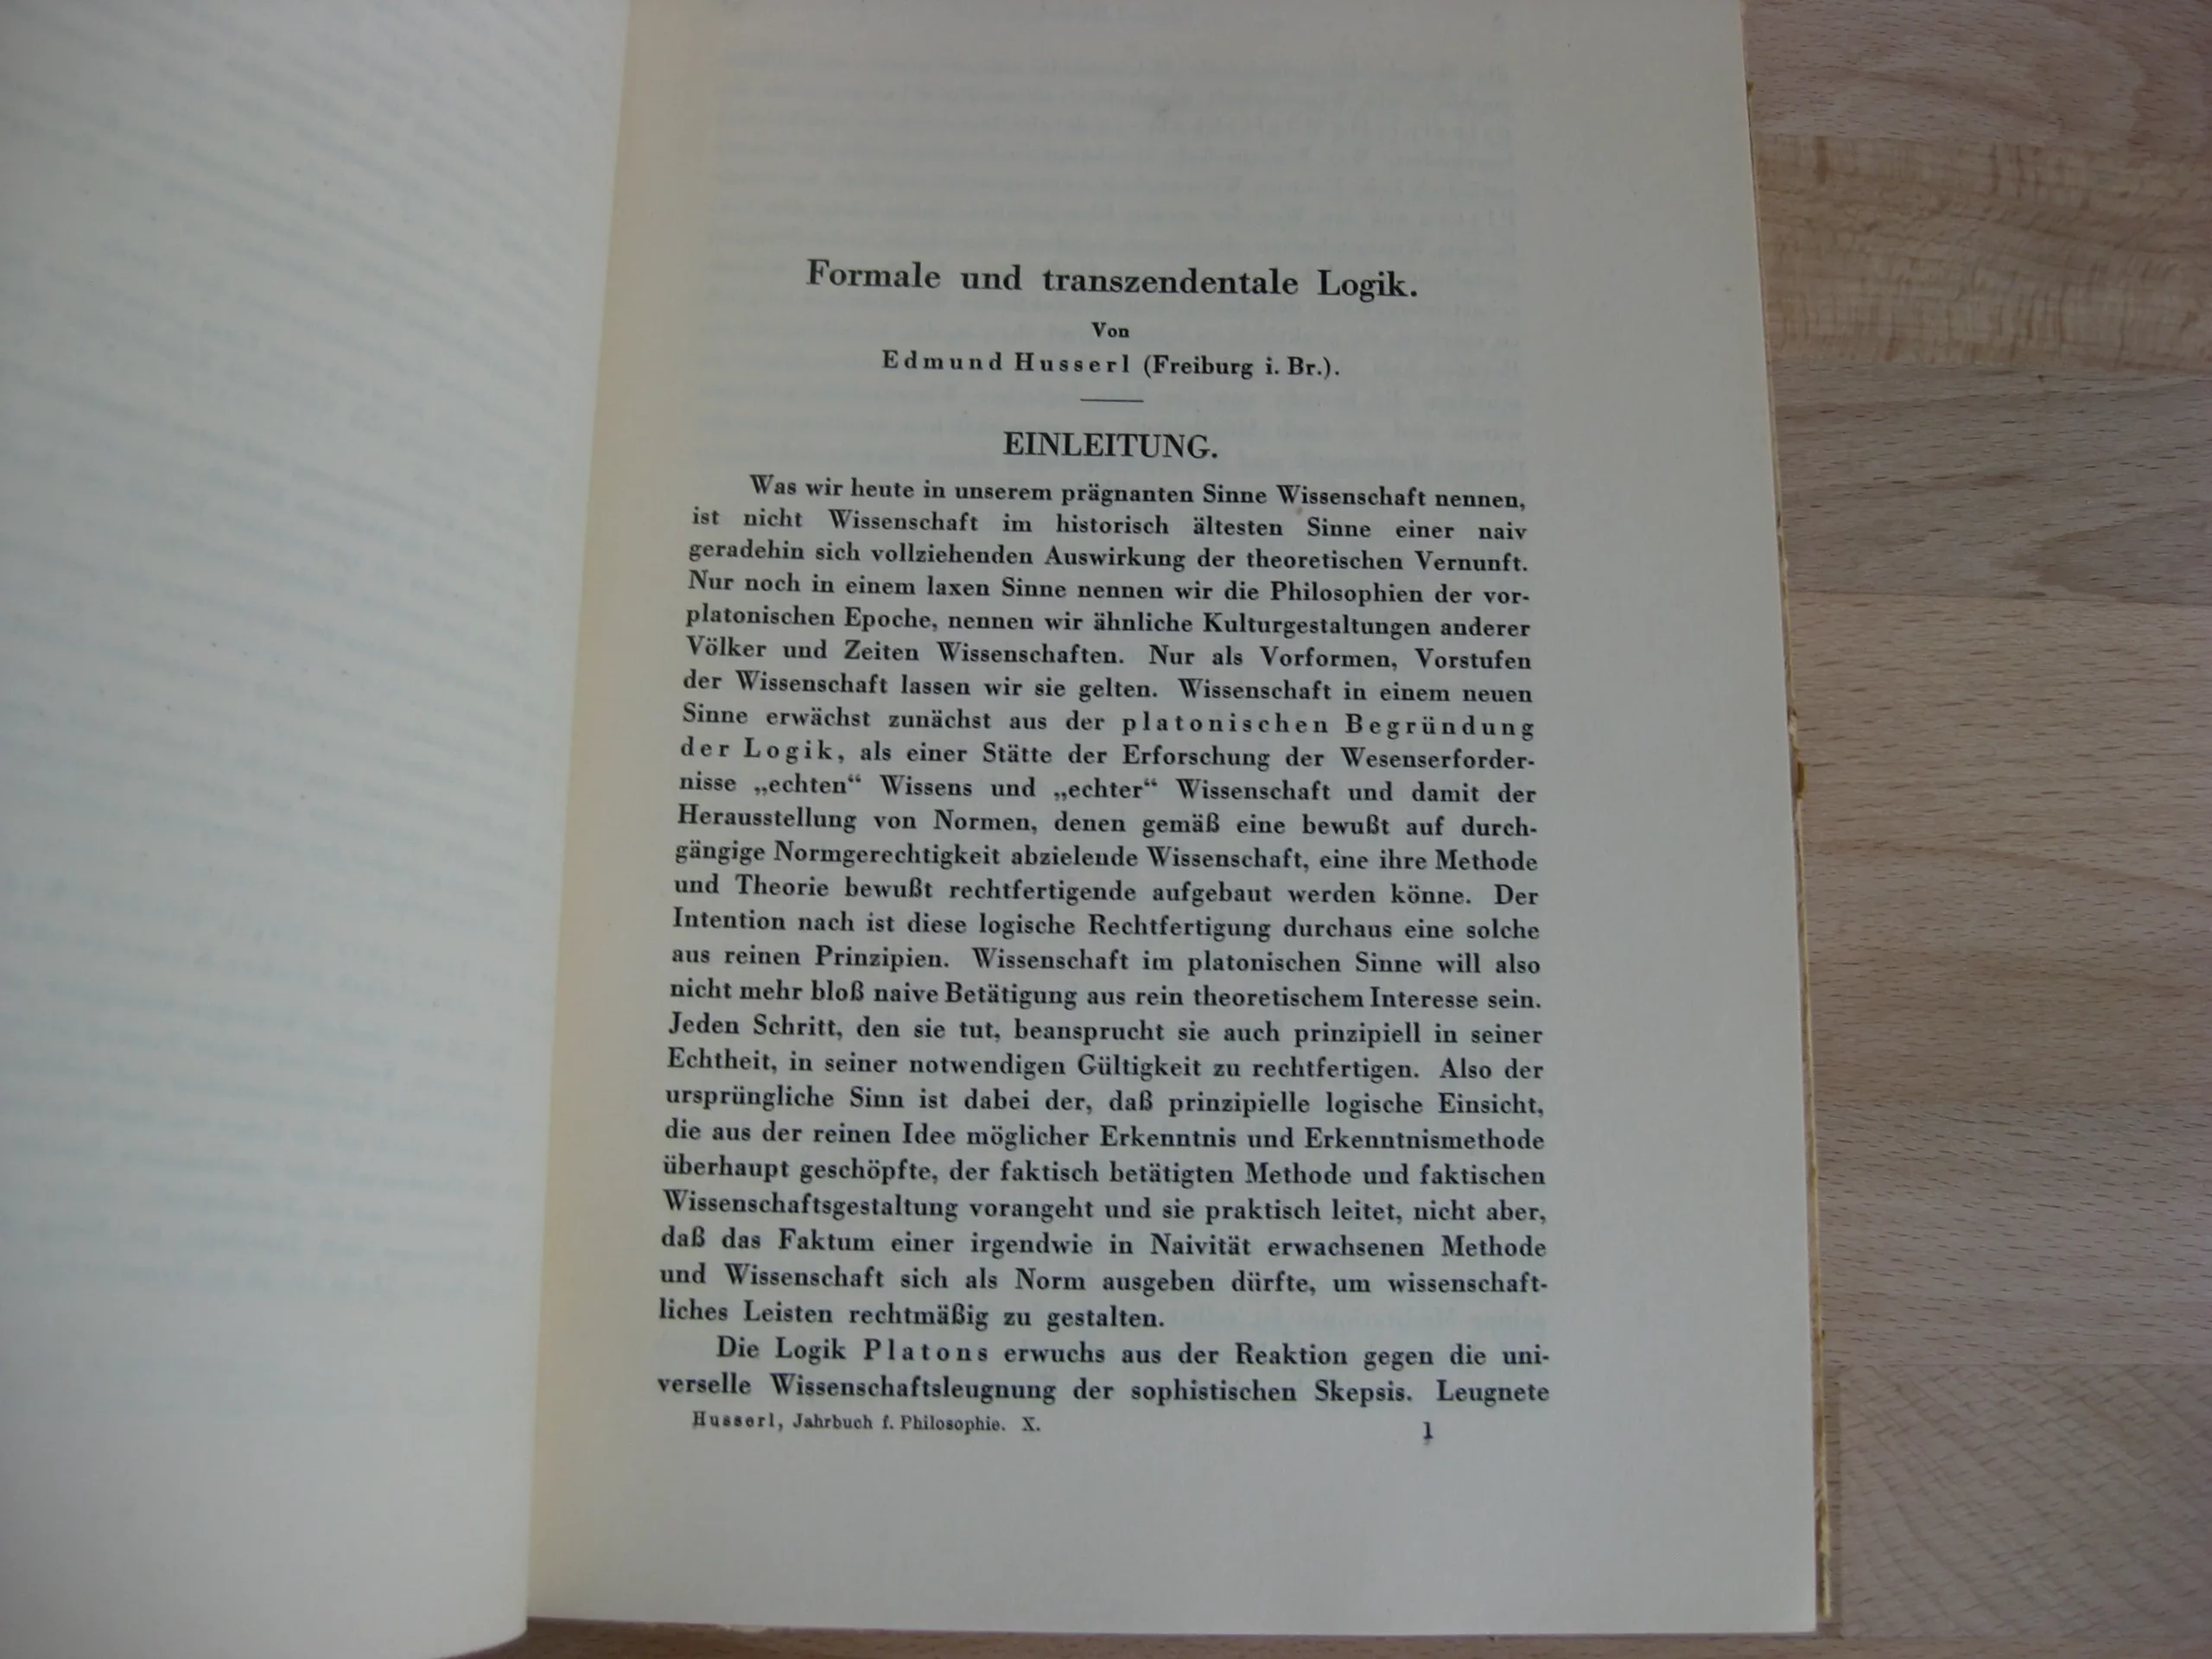 Formale und transzendentale Logik.
Von
Edmund Husserl (Freiburg i. Br.).
EINLEITUNG.
Was wir heute in unserem prägnanten Sinne Wissenschaft nennen,
ist nicht Wissenschaft im historisch ältesten Sinne einer naiv
geradehin sich vollziehenden Auswirkung der theoretischen Vernunft.
Nur noch in einem laxen Sinne nennen wir die Philosophien der vor-
platonischen Epoche, nennen wir ähnliche Kulturgestaltungen anderer
Völker und Zeiten Wissenschaften. Nur als Vorformen, Vorstufen
der Wissenschaft lassen wir sie gelten. Wissenschaft in einem neuen
Sinne erwächst zunächst aus der platonischen Begründung
der Logik, als einer Stätte der Erforschung der Wesenserforder-
nisse „echten“ Wissens und „echter“ Wissenschaft und damit der
Herausstellung von Normen, denen gemäß eine bewußt auf durch-
gängige Normgerechtigkeit abzielende Wissenschaft, eine ihre Methode
und Theorie bewußt rechtfertigende aufgebaut werden könne. Der
Intention nach ist diese logische Rechtfertigung durchaus eine solche
aus reinen Prinzipien. Wissenschaft im platonischen Sinne will also
nicht mehr bloß naive Betätigung aus rein theoretischem Interesse sein.
Jeden Schritt, den sie tut, beansprucht sie auch prinzipiell in seiner
Echtheit, in seiner notwendigen Gültigkeit zu rechtfertigen. Also der
ursprüngliche Sinn ist dabei der, daß prinzipielle logische Einsicht,
die aus der reinen Idee möglicher Erkenntnis und Erkenntnismethode
überhaupt geschöpfte, der faktisch betätigten Methode und faktischen
Wissenschaftsgestaltung vorangeht und sie praktisch leitet, nicht aber,
daß das Faktum einer irgendwie in Naivität erwachsenen Methode
und Wissenschaft sich als Norm ausgeben dürfte, um wissenschaft-
liches Leisten rechtmäßig zu gestalten.
Die Logik Platons erwuchs aus der Reaktion gegen die uni-
verselle Wissenschaftsleugnung der sophistischen Skepsis. Leugnete
Husserl, Jahrbuch f. Philosophie. X. 1